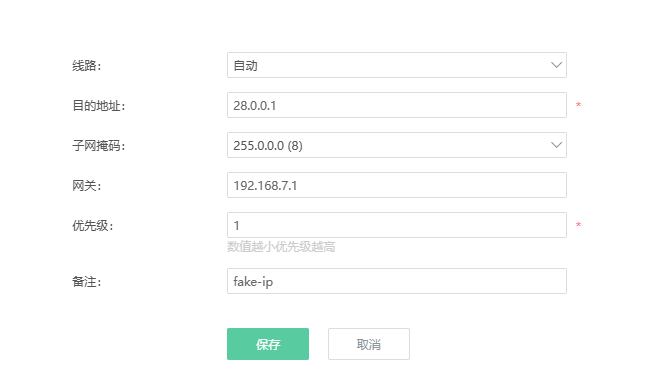 线路: 自动
目的地址: 28.0.0.1 *
子网掩码: 255.0.0.0 (8)
网关: 192.168.7.1
优先级: 1 *
数值越小优先级越高
备注: fake-ip
保存 取消